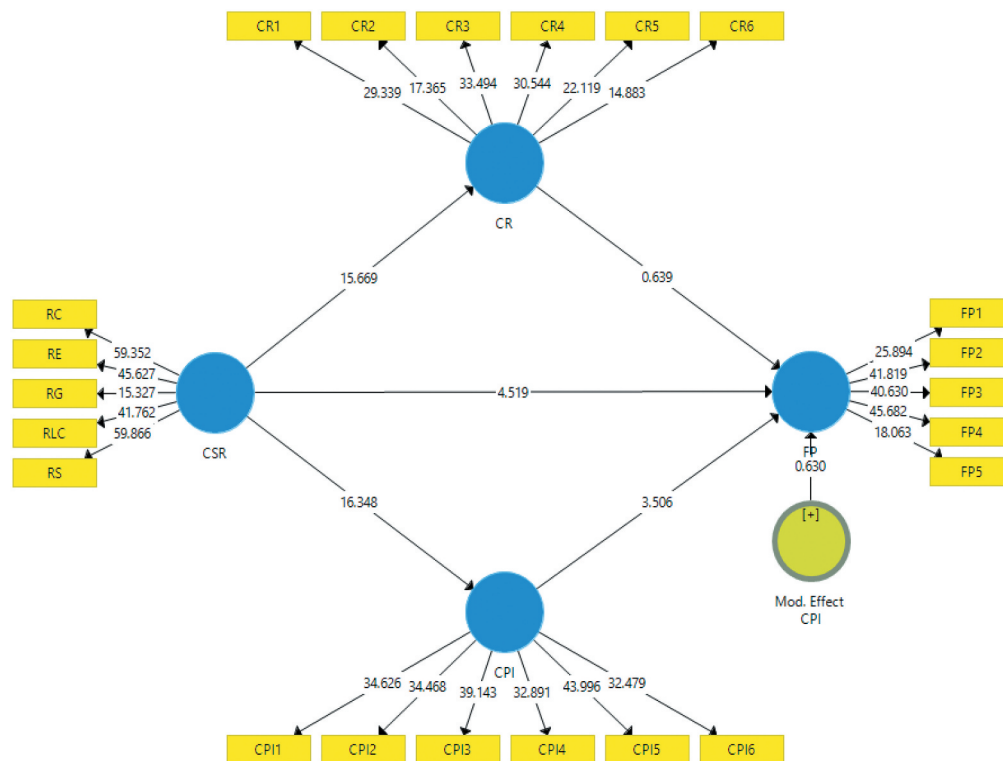 CR1 CR2 CR3 CR4 CR5 CR6
29.339 17.365 33.494 30.544 22.119 14.883
CR
15.669 0.639
RC
RE
RG
RLC
RS
59.352
45.627
15.327
41.762
59.866
CSR
4.519
FP
FP1
FP2
FP3
FP4
FP5
25.894
41.819
40.630
45.682
18.063
0.630
[+]
Mod. Effect
CPI
16.348 3.506
CPI
34.626 34.468 39.143 32.891 43.996 32.479
CPI1 CPI2 CPI3 CPI4 CPI5 CPI6